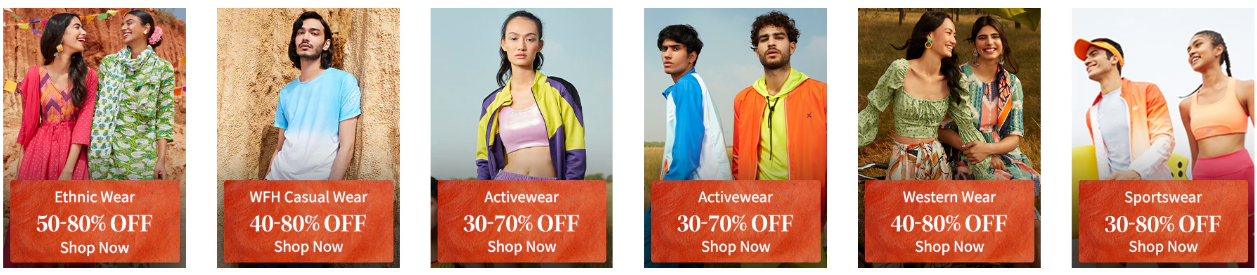 Ethnic Wear
50-80% OFF
Shop Now
WFH Casual Wear
40-80% OFF
Shop Now
Activewear
30-70% OFF
Shop Now
Activewear
30-70% OFF
Shop Now
Western Wear
40-80% OFF
Shop Now
Sportswear
30-80% OFF
Shop Now